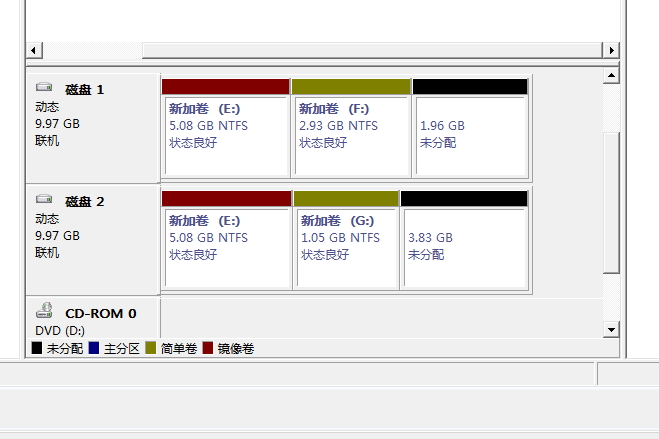 磁盘 1
动态
9.97 GB
联机
新加卷 (E:)
5.08 GB NTFS
状态良好
新加卷 (F:)
2.93 GB NTFS
状态良好
1.96 GB
未分配
磁盘 2
动态
9.97 GB
联机
新加卷 (E:)
5.08 GB NTFS
状态良好
新加卷 (G:)
1.05 GB NTFS
状态良好
3.83 GB
未分配
CD-ROM 0
DVD (D:)
未分配 主分区 简单卷 镜像卷